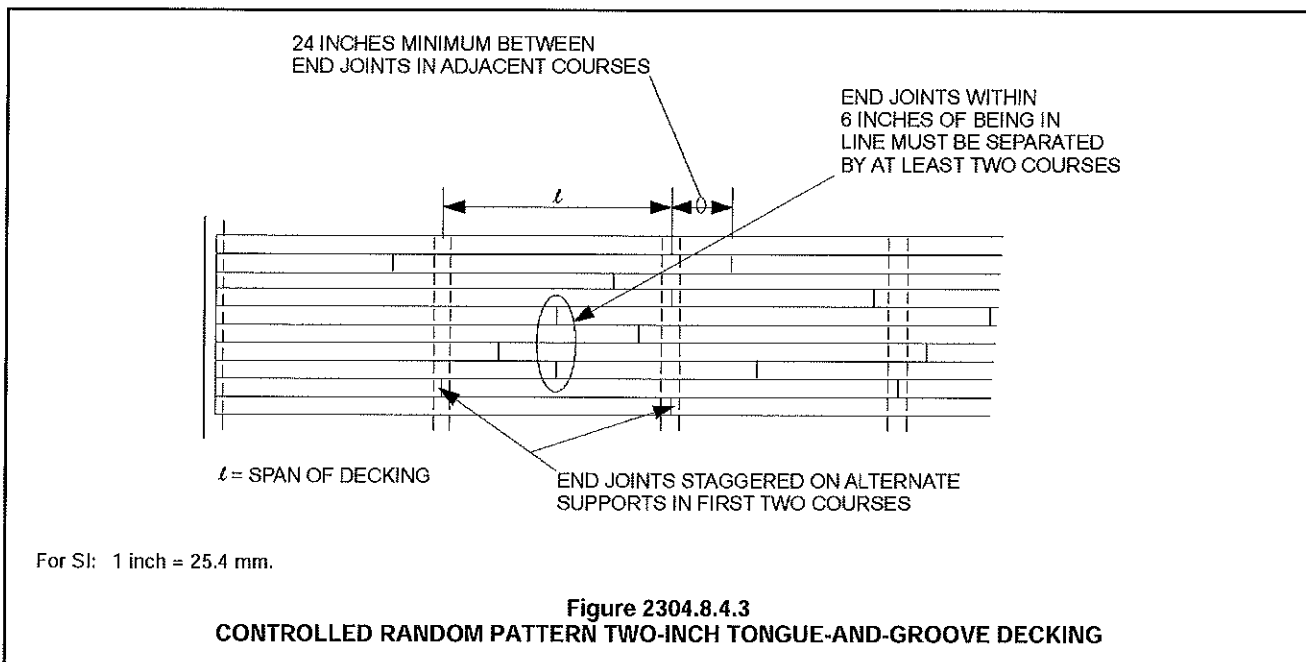 24 INCHES MINIMUM BETWEEN
END JOINTS IN ADJACENT COURSES
END JOINTS WITHIN
6 INCHES OF BEING IN
LINE MUST BE SEPARATED
BY AT LEAST TWO COURSES
ℓ
ℓ = SPAN OF DECKING
END JOINTS STAGGERED ON ALTERNATE
SUPPORTS IN FIRST TWO COURSES
For SI: 1 inch = 25.4 mm.
Figure 2304.8.4.3
CONTROLLED RANDOM PATTERN TWO-INCH TONGUE-AND-GROOVE DECKING